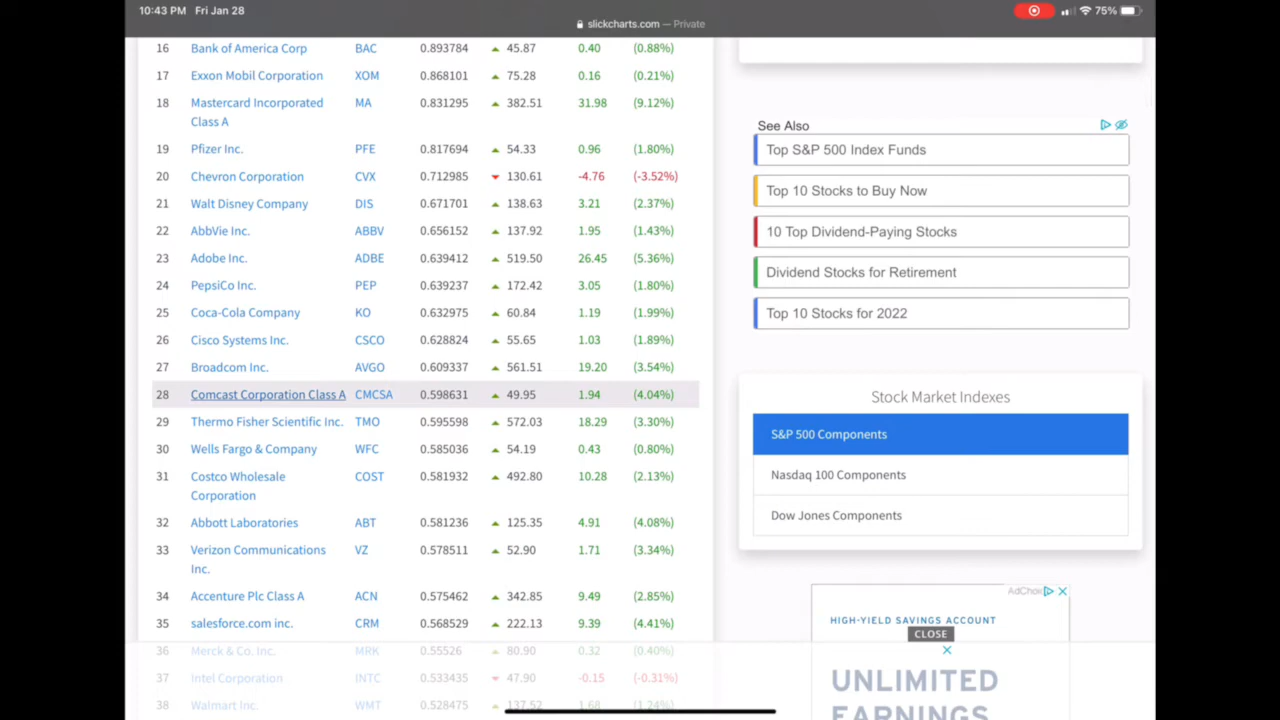 10:43 PM Fri Jan 28
75%
slickcharts.com — Private
16 Bank of America Corp BAC 0.893784 45.87 0.40 (0.88%)
17 Exxon Mobil Corporation XOM 0.868101 75.28 0.16 (0.21%)
18 Mastercard Incorporated MA 0.831295 382.51 31.98 (9.12%)
Class A
19 Pfizer Inc. PFE 0.817694 54.33 0.96 (1.80%)
20 Chevron Corporation CVX 0.712985 130.61 -4.76 (-3.52%)
21 Walt Disney Company DIS 0.671701 138.63 3.21 (2.37%)
22 AbbVie Inc. ABBV 0.656152 137.92 1.95 (1.43%)
23 Adobe Inc. ADBE 0.639412 519.50 26.45 (5.36%)
24 PepsiCo Inc. PEP 0.639237 172.42 3.05 (1.80%)
25 Coca-Cola Company KO 0.632975 60.84 1.19 (1.99%)
26 Cisco Systems Inc. CSCO 0.628824 55.65 1.03 (1.89%)
27 Broadcom Inc. AVGO 0.609337 561.51 19.20 (3.54%)
28 Comcast Corporation Class A CMCSA 0.598631 49.95 1.94 (4.04%)
29 Thermo Fisher Scientific Inc. TMO 0.595598 572.03 18.29 (3.30%)
30 Wells Fargo & Company WFC 0.585036 54.19 0.43 (0.80%)
31 Costco Wholesale COST 0.581932 492.80 10.28 (2.13%)
Corporation
32 Abbott Laboratories ABT 0.581236 125.35 4.91 (4.08%)
33 Verizon Communications VZ 0.578511 52.90 1.71 (3.34%)
Inc.
34 Accenture Plc Class A ACN 0.575462 342.85 9.49 (2.85%)
35 salesforce.com inc. CRM 0.568529 222.13 9.39 (4.41%)
36 Merck & Co. Inc. MRK 0.55526 80.90 0.32 (0.40%)
37 Intel Corporation INTC 0.533435 47.90 -0.15 (-0.31%)
38 Walmart Inc. WMT 0.528475 137.52 1.68 (1.24%)
See Also
Top S&P 500 Index Funds
Top 10 Stocks to Buy Now
10 Top Dividend-Paying Stocks
Dividend Stocks for Retirement
Top 10 Stocks for 2022
Stock Market Indexes
S&P 500 Components
Nasdaq 100 Components
Dow Jones Components
AdChoi
HIGH-YIELD SAVINGS ACCOUNT
CLOSE
UNLIMITED
EARNINGS